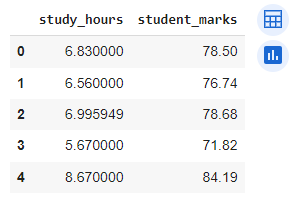 study_hours student_marks
0 6.830000 78.50
1 6.560000 76.74
2 6.995949 78.68
3 5.670000 71.82
4 8.670000 84.19